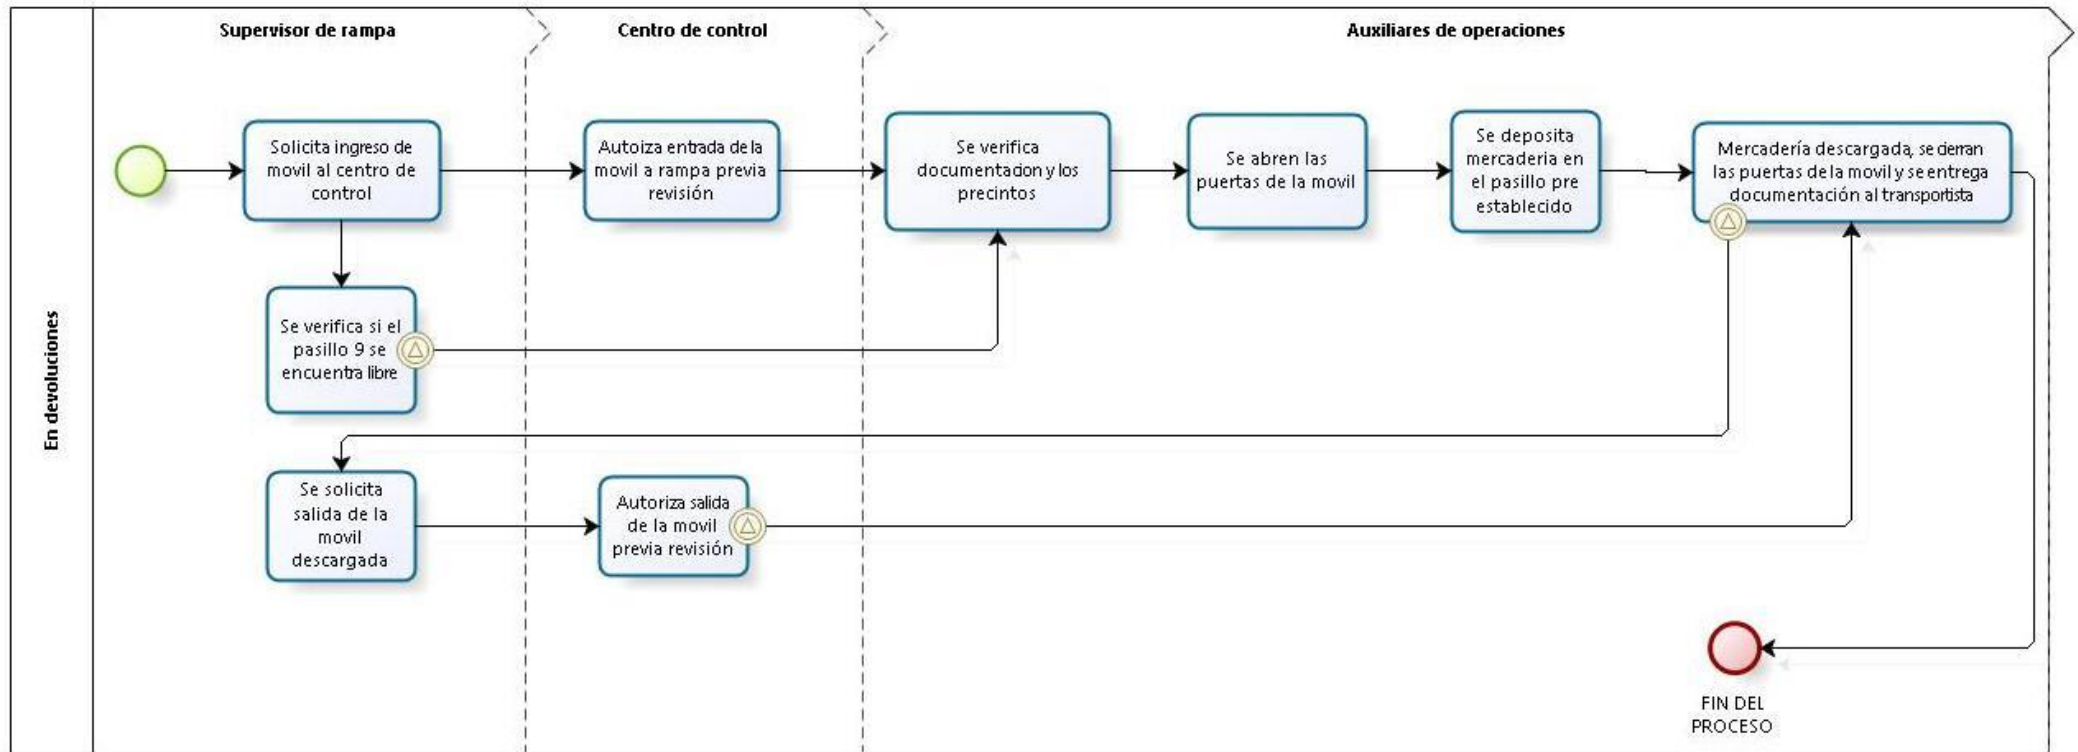 Supervisor de rampa
Centro de control
Auxiliares de operaciones
En devoluciones
Solicita ingreso de
movil al centro de
control
Autoiza entrada de la
movil a rampa previa
revisión
Se verifica
documentacion y los
precintos
Se abren las
puertas de la movil
Se deposita
mercaderia en
el pasillo pre
establecido
Mercadería descargada, se cierran
las puertas de la movil y se entrega
documentación al transportista
Se verifica si el
pasillo 9 se
encuentra libre
Se solicita
salida de la
movil
descargada
Autoriza salida
de la movil
previa revisión
FIN DEL
PROCESO